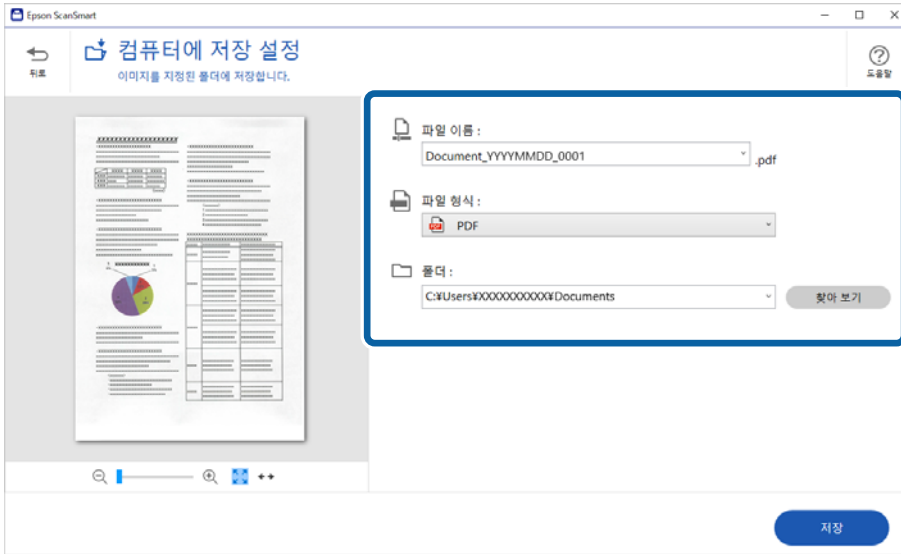 Epson ScanSmart
뒤로
컴퓨터에 저장 설정
이미지를 지정된 폴더에 저장합니다.
도움말
파일 이름 :
Document_YYYYMMDD_0001 .pdf
파일 형식 :
PDF PDF
폴더 :
C:¥Users¥XXXXXXXXXX¥Documents
찾아 보기
저장